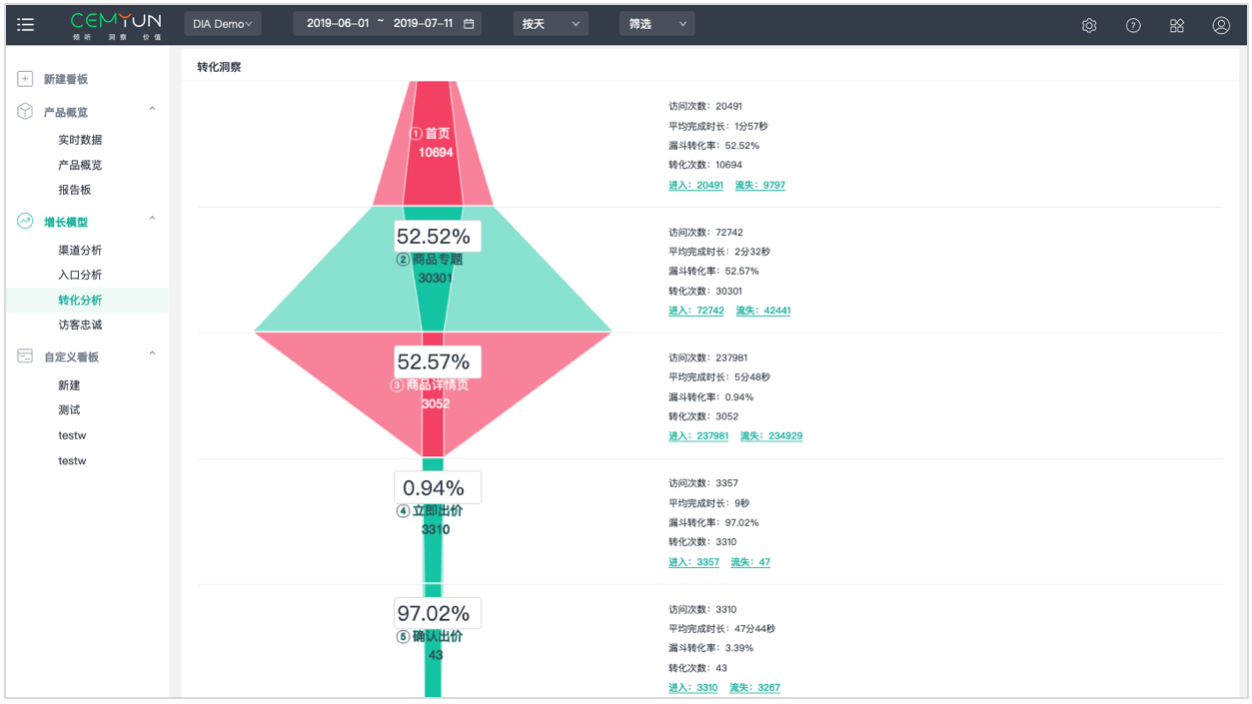 CEMYUN
倾听 洞察 价值
DIA Demo
2019-06-01 ~ 2019-07-11
按天
筛选
新建看板
产品概览
实时数据
产品概览
报告板
增长模型
渠道分析
入口分析
转化分析
访客忠诚
自定义看板
新建
测试
testw
testw
转化洞察
① 首页
10694
访问次数：20491
平均完成时长：1分57秒
漏斗转化率：52.52%
转化次数：10694
进入：20491 流失：9797
52.52%
② 商品专题
30301
访问次数：72742
平均完成时长：2分32秒
漏斗转化率：52.57%
转化次数：30301
进入：72742 流失：42441
52.57%
③ 商品详情页
3052
访问次数：237981
平均完成时长：5分48秒
漏斗转化率：0.94%
转化次数：3052
进入：237981 流失：234929
0.94%
④ 立即出价
3310
访问次数：3357
平均完成时长：9秒
漏斗转化率：97.02%
转化次数：3310
进入：3357 流失：47
97.02%
⑤ 确认出价
43
访问次数：3310
平均完成时长：47分44秒
漏斗转化率：3.39%
转化次数：43
进入：3310 流失：3267